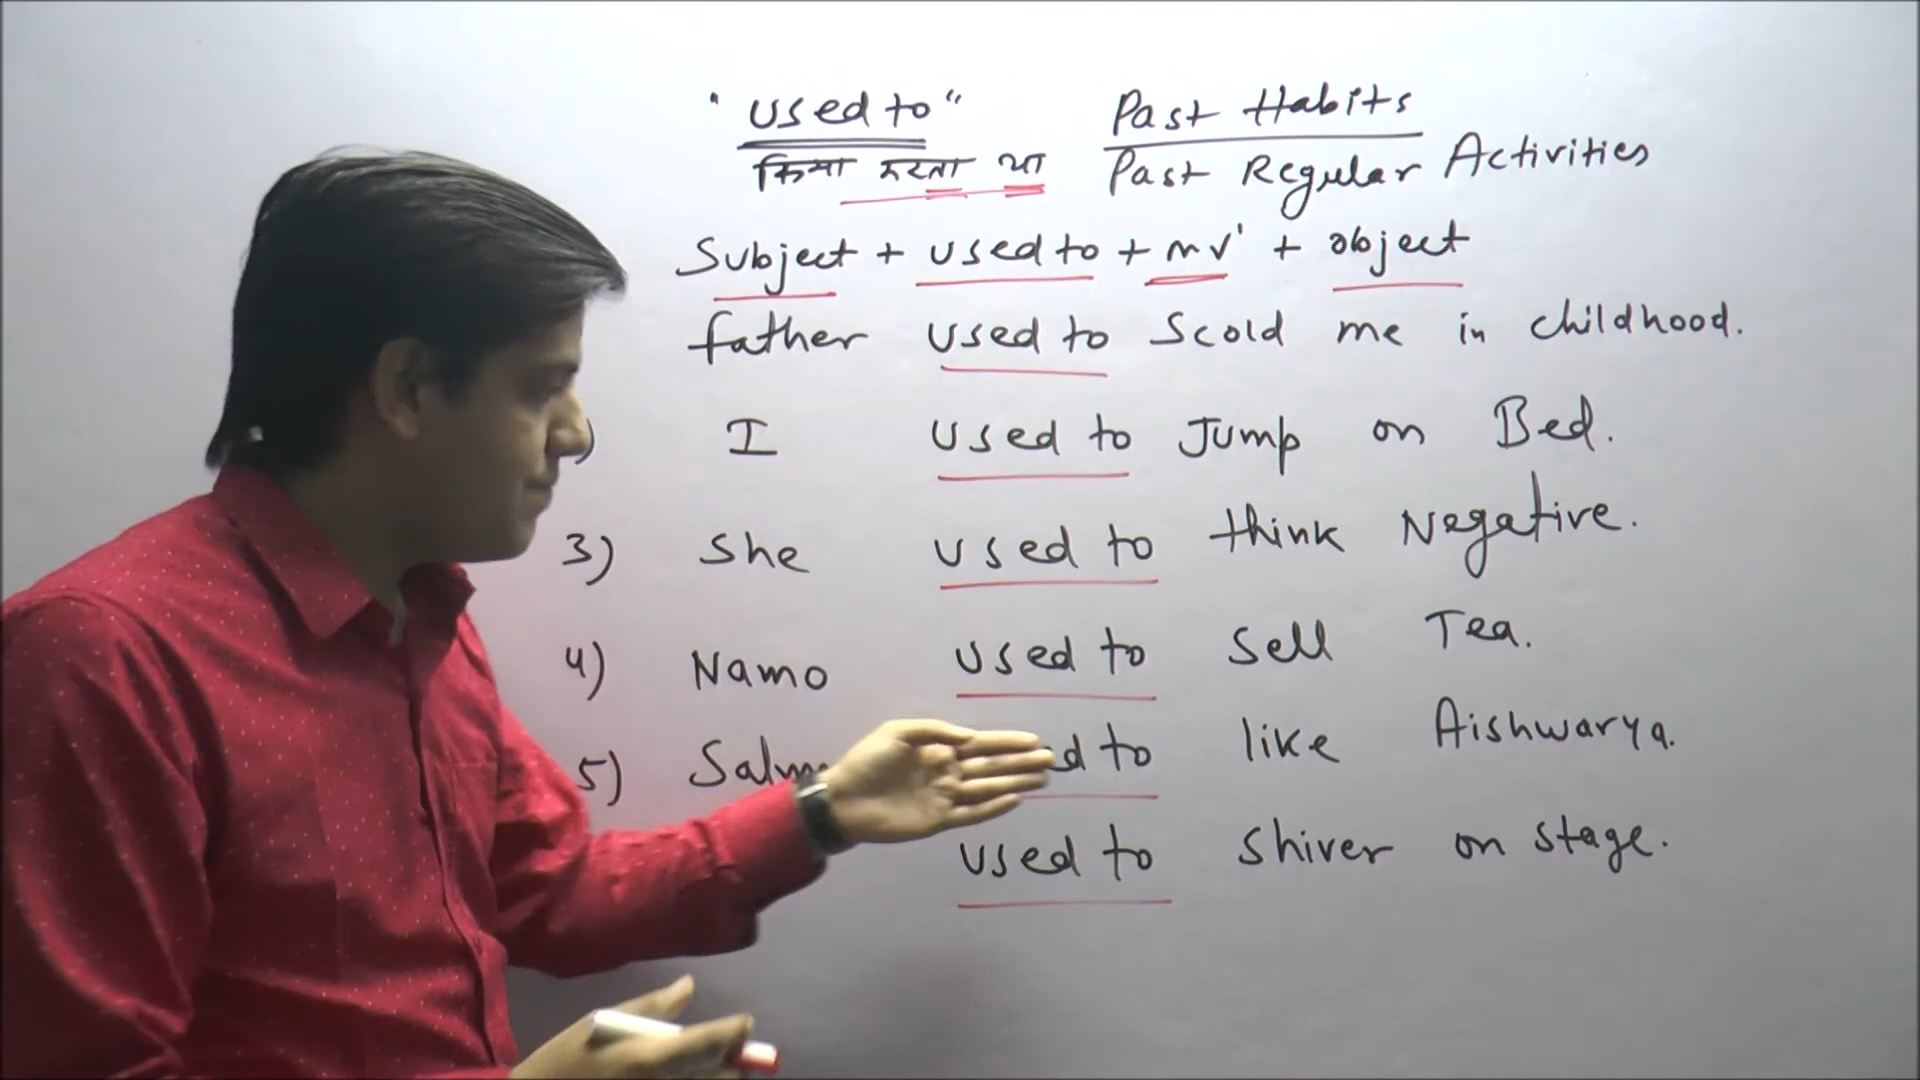 "used to" Past Habits
किया करता था Past Regular Activities
Subject + used to + mv¹ + object
father used to Scold me in childhood.
) I used to Jump on Bed.
3) She used to think Negative.
4) Namo used to Sell Tea.
5) like Aishwarya.
used to Shiver on stage.